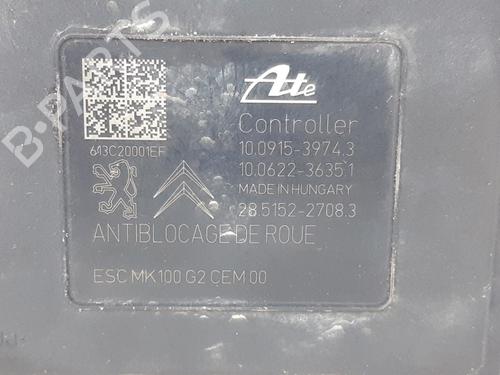 Ate
Controller
10.0915-3974.3
10.0622-3635.1
MADE IN HUNGARY
28.5152-2708.3
613C20001EF
ANTIBLOCAGE DE ROUE
ESC MK100 G2 CEM 00
B-PARTS